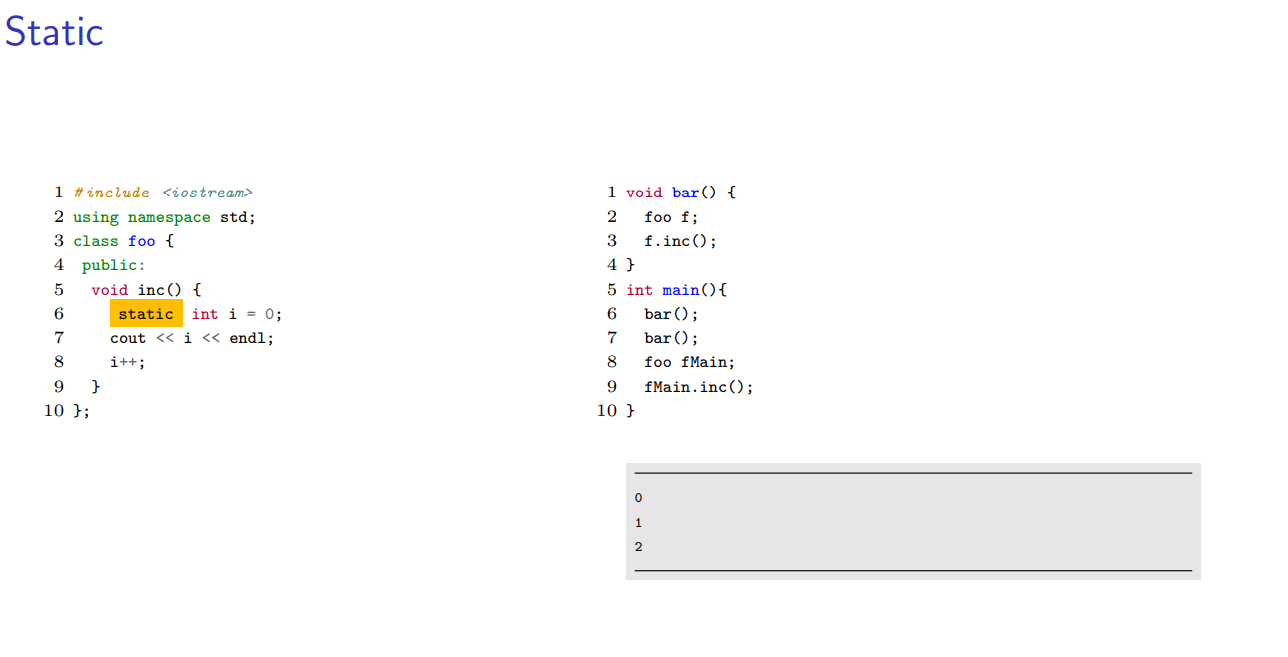 Static
1 #include <iostream>
2 using namespace std;
3 class foo {
4  public:
5   void inc() {
6     static int i = 0;
7     cout << i << endl;
8     i++;
9   }
10 };
1 void bar() {
2   foo f;
3   f.inc();
4 }
5 int main(){
6   bar();
7   bar();
8   foo fMain;
9   fMain.inc();
10 }
0
1
2